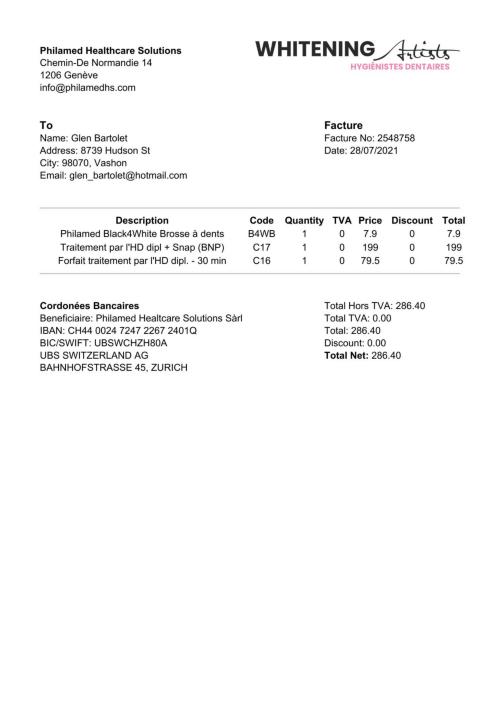 Philamed Healthcare Solutions
Chemin-De Normandie 14
1206 Genève
info@philamedhs.com
WHITENING Artists
HYGIÉNISTES DENTAIRES
To
Name: Glen Bartolet
Address: 8739 Hudson St
City: 98070, Vashon
Email: glen_bartolet@hotmail.com
Facture
Facture No: 2548758
Date: 28/07/2021
Description Code Quantity TVA Price Discount Total
Philamed Black4White Brosse à dents B4WB 1 0 7.9 0 7.9
Traitement par l'HD dipl + Snap (BNP) C17 1 0 199 0 199
Forfait traitement par l'HD dipl. - 30 min C16 1 0 79.5 0 79.5
Cordonées Bancaires
Beneficiaire: Philamed Healtcare Solutions Sàrl
IBAN: CH44 0024 7247 2267 2401Q
BIC/SWIFT: UBSWCHZH80A
UBS SWITZERLAND AG
BAHNHOFSTRASSE 45, ZURICH
Total Hors TVA: 286.40
Total TVA: 0.00
Total: 286.40
Discount: 0.00
Total Net: 286.40